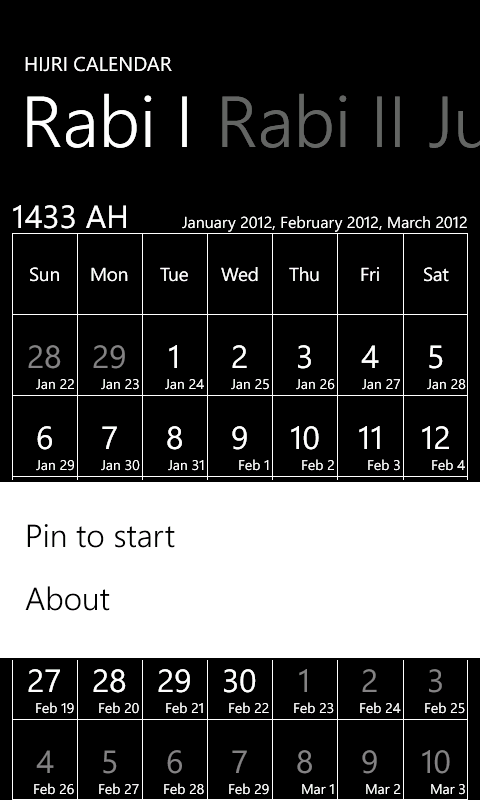 HIJRI CALENDAR
Rabi I Rabi II Ju
1433 AH January 2012, February 2012, March 2012
Sun Mon Tue Wed Thu Fri Sat
28 29 1 2 3 4 5
Jan 22 Jan 23 Jan 24 Jan 25 Jan 26 Jan 27 Jan 28
6 7 8 9 10 11 12
Jan 29 Jan 30 Jan 31 Feb 1 Feb 2 Feb 3 Feb 4
Pin to start
About
27 28 29 30 1 2 3
Feb 19 Feb 20 Feb 21 Feb 22 Feb 23 Feb 24 Feb 25
4 5 6 7 8 9 10
Feb 26 Feb 27 Feb 28 Feb 29 Mar 1 Mar 2 Mar 3